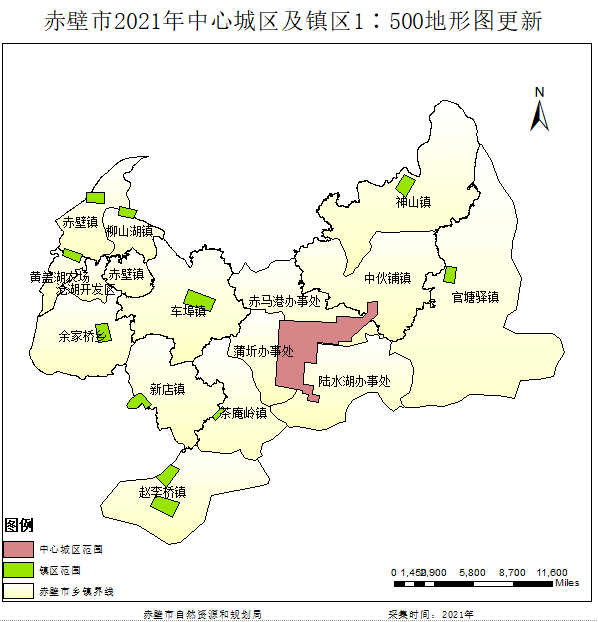 赤壁市2021年中心城区及镇区1：500地形图更新
N
神山镇
赤壁镇
柳山湖镇
黄盖湖农场
赤壁镇
沧湖开发区
中伙铺镇
官塘驿镇
赤马港办事处
车埠镇
余家桥乡
蒲圻办事处
陆水湖办事处
新店镇
茶庵岭镇
赵李桥镇
图例
中心城区范围
镇区范围
赤壁市乡镇界线
0 1,450 2,900 5,800 8,700 11,600
Miles
赤壁市自然资源和规划局 采集时间：2021年